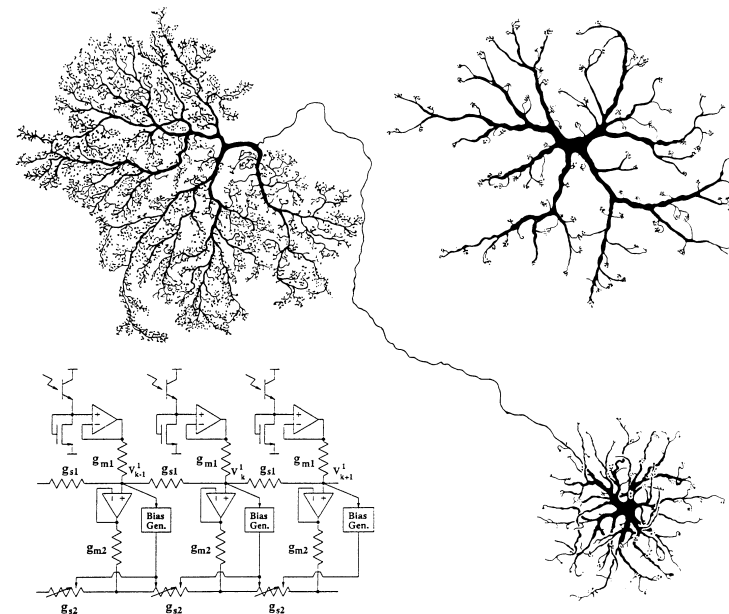 g_m1 g_m1 g_m1
g_s1 V^1_k-1 g_s1 V^1_k g_s1 V^1_k+1
Bias Gen. Bias Gen. Bias Gen.
g_m2 g_m2 g_m2
g_s2 g_s2 g_s2